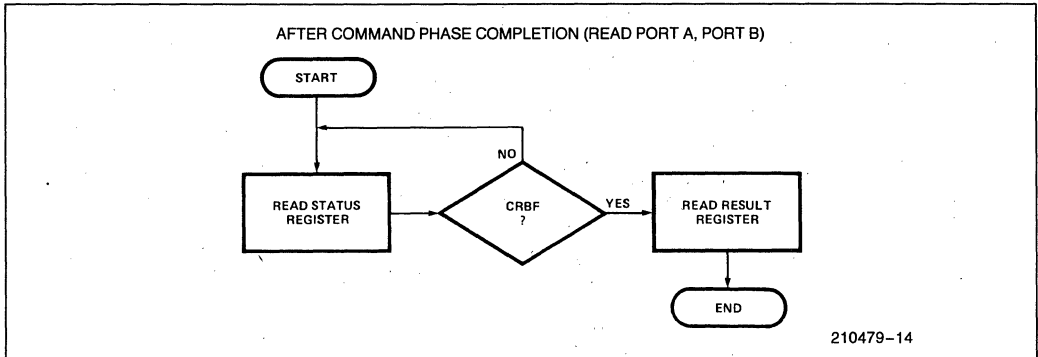 AFTER COMMAND PHASE COMPLETION (READ PORT A, PORT B)
START
NO
READ STATUS
REGISTER
CRBF
?
YES
READ RESULT
REGISTER
END
210479–14